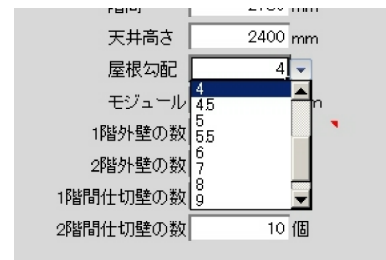 天井高さ 2400 mm
屋根勾配 4
モジュール
1階外壁の数
2階外壁の数
1階間仕切壁の数
2階間仕切壁の数 10 個
4
4.5
5
5.5
6
7
8
9